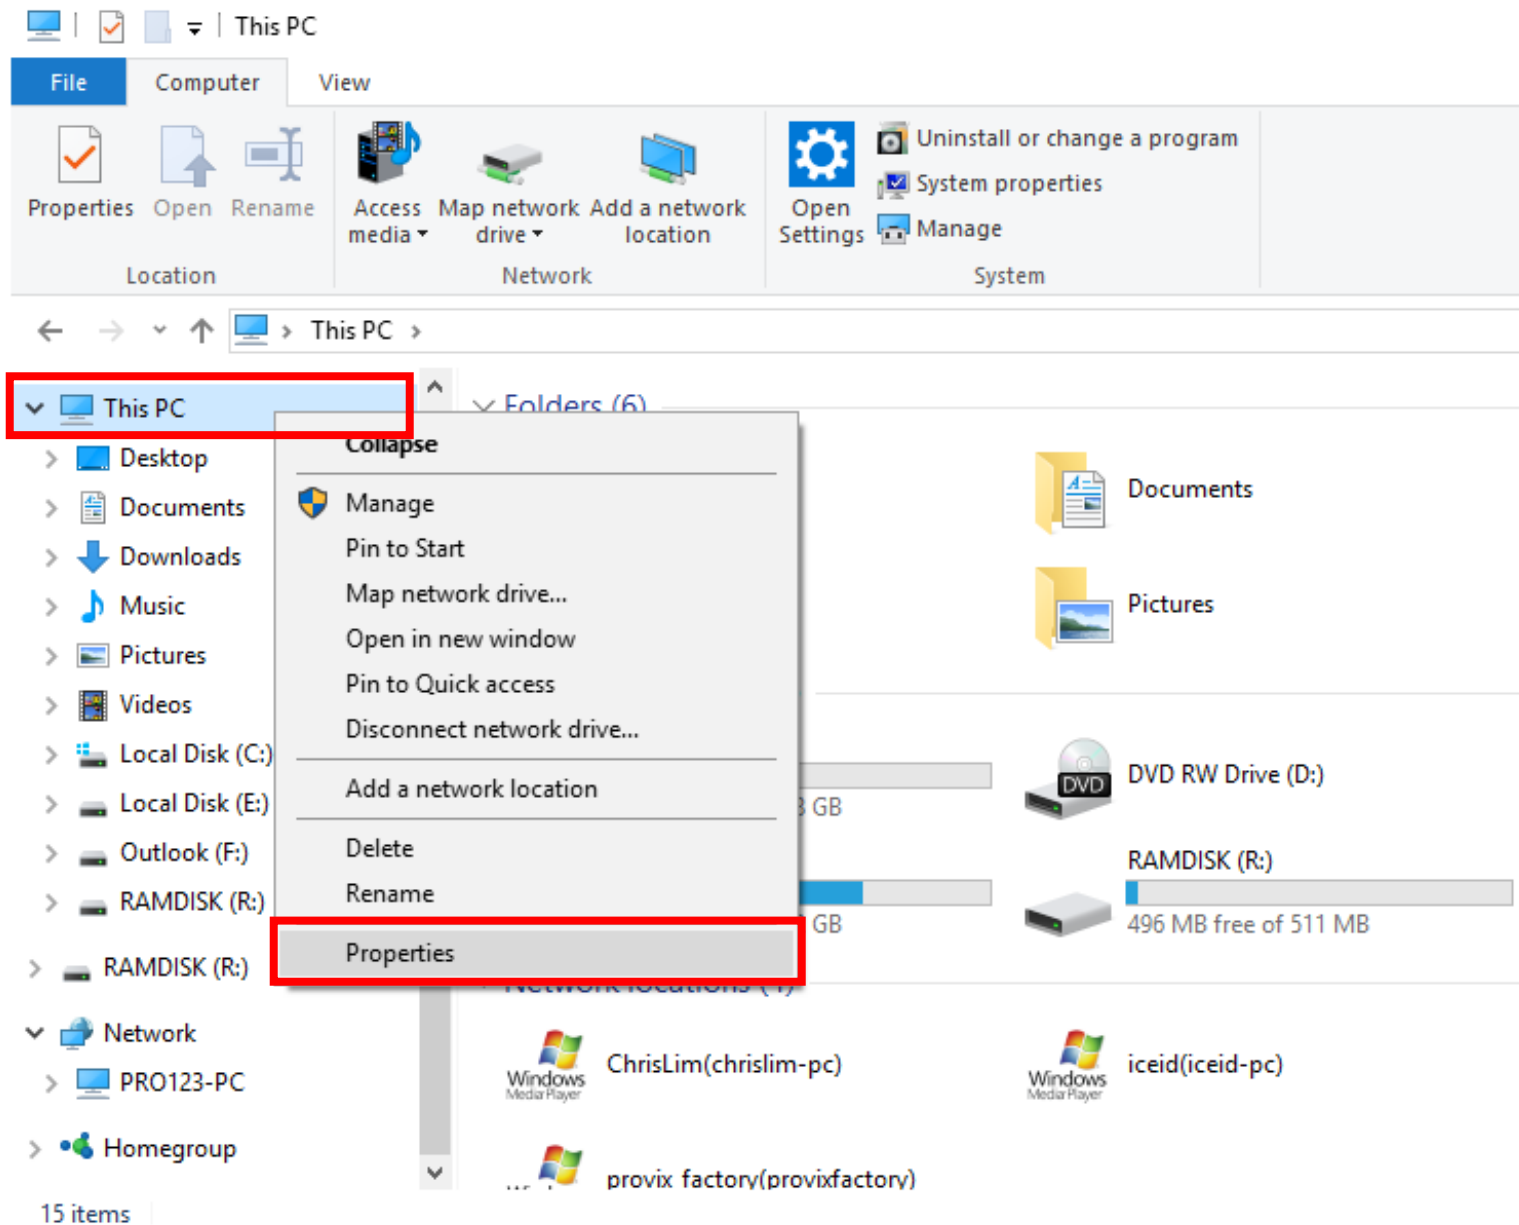 This PC
File Computer View
Properties Open Rename Access media Map network drive Add a network location Open Settings Uninstall or change a program
System properties
Manage
Location Network System
This PC
This PC
Desktop
Documents
Downloads
Music
Pictures
Videos
Local Disk (C:)
Local Disk (E:)
Outlook (F:)
RAMDISK (R:)
RAMDISK (R:)
Network
PRO123-PC
Homegroup
Collapse
Manage
Pin to Start
Map network drive...
Open in new window
Pin to Quick access
Disconnect network drive...
Add a network location
Delete
Rename
Properties
Folders (6)
Documents
Pictures
GB
DVD
DVD RW Drive (D:)
GB
RAMDISK (R:)
496 MB free of 511 MB
Network locations (4)
Windows
Media Player
ChrisLim(chrislim-pc)
Windows
Media Player
iceid(iceid-pc)
provix factory(provixfactory)
15 items